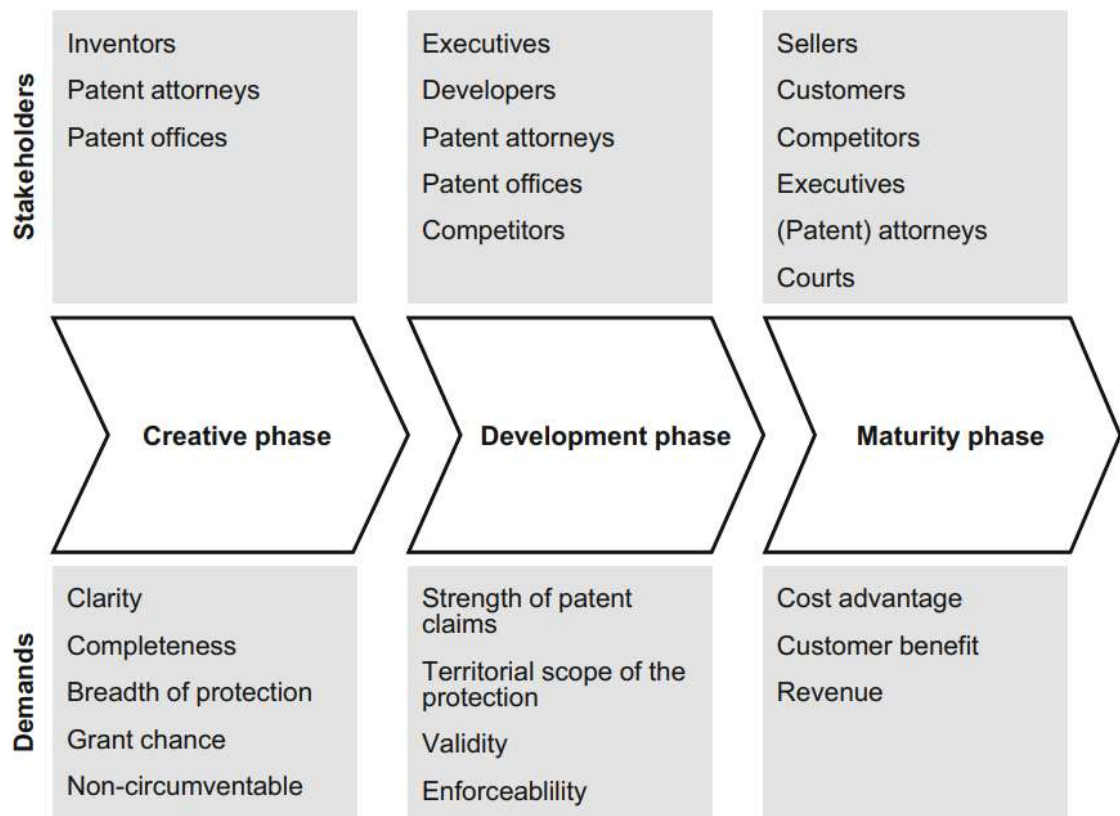 Stakeholders
Inventors
Patent attorneys
Patent offices
Executives
Developers
Patent attorneys
Patent offices
Competitors
Sellers
Customers
Competitors
Executives
(Patent) attorneys
Courts
Creative phase
Development phase
Maturity phase
Demands
Clarity
Completeness
Breadth of protection
Grant chance
Non-circumventable
Strength of patent
claims
Territorial scope of the
protection
Validity
Enforceablility
Cost advantage
Customer benefit
Revenue